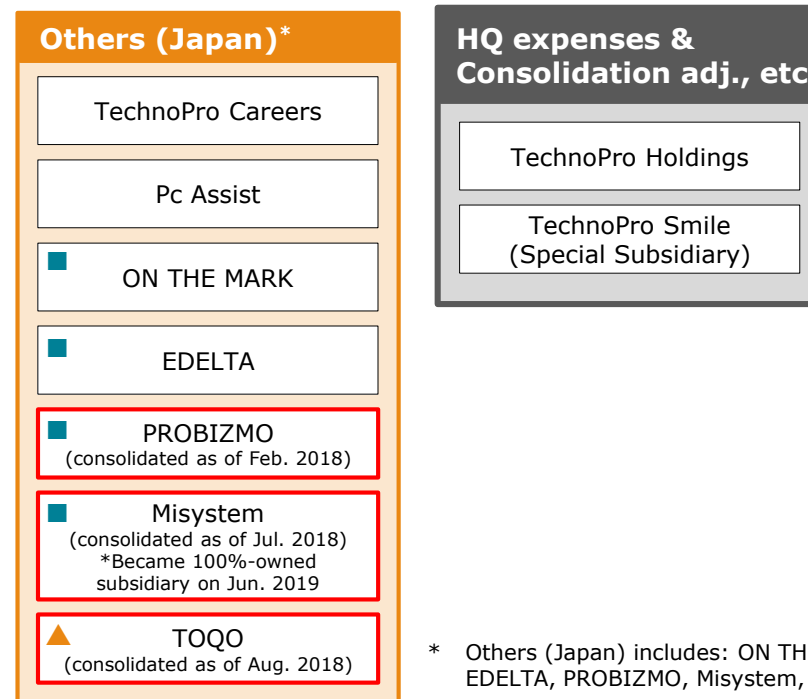 Others (Japan)*
TechnoPro Careers
Pc Assist
ON THE MARK
EDELTA
PROBIZMO
(consolidated as of Feb. 2018)
Misystem
(consolidated as of Jul. 2018)
*Became 100%-owned
subsidiary on Jun. 2019
TOQO
(consolidated as of Aug. 2018)
HQ expenses &
Consolidation adj., etc
TechnoPro Holdings
TechnoPro Smile
(Special Subsidiary)
* Others (Japan) includes: ON TH
EDELTA, PROBIZMO, Misystem,